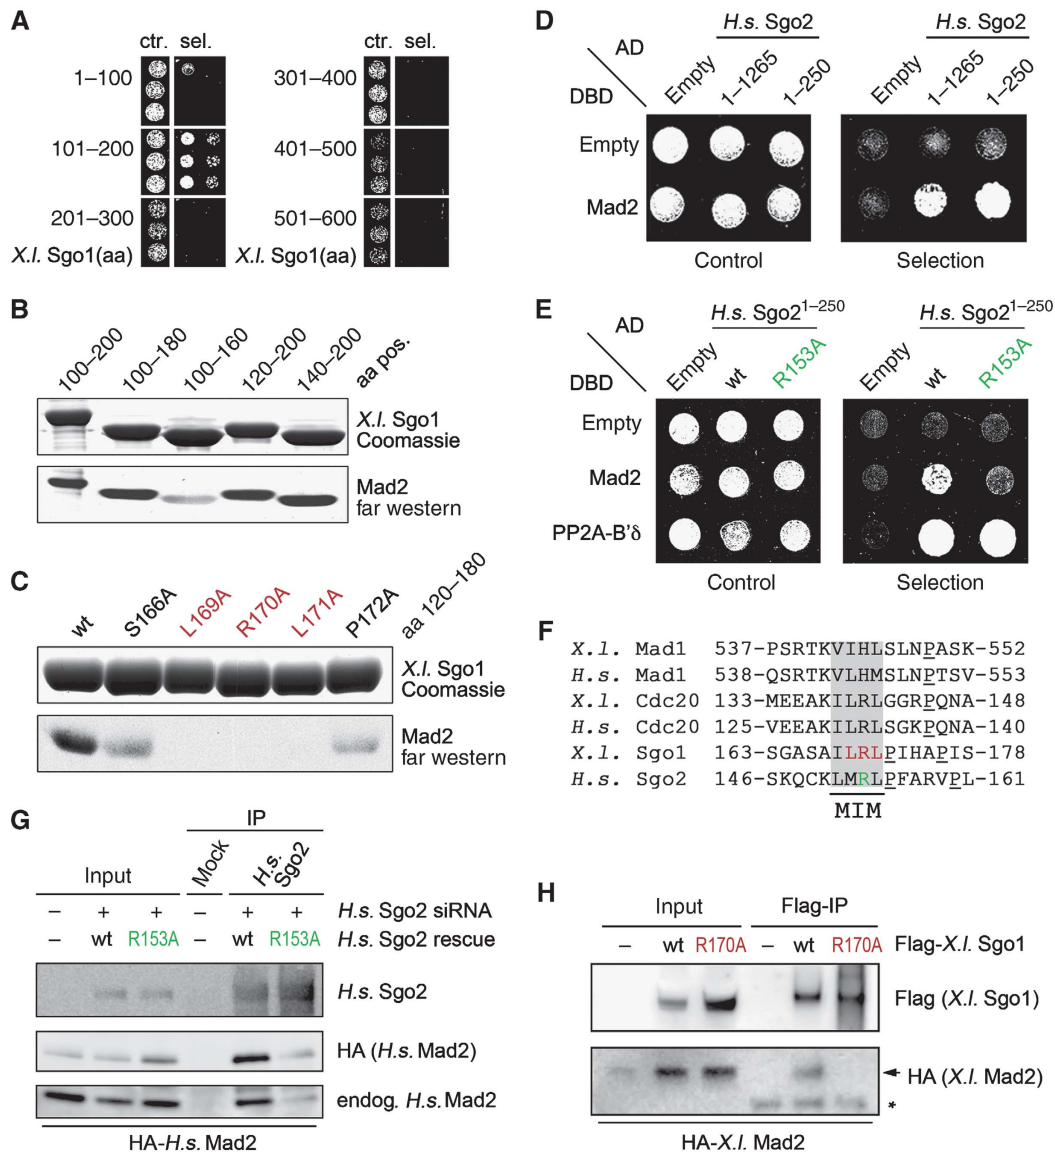 A
ctr. sel. ctr. sel.
1–100 301–400
101–200 401–500
201–300 501–600
X.l. Sgo1(aa) X.l. Sgo1(aa)
B
100–200 100–180 100–160 120–200 140–200 aa pos.
X.l. Sgo1
Coomassie
Mad2
far western
C
wt S166A L169A R170A L171A P172A aa 120–180
X.l. Sgo1
Coomassie
Mad2
far western
D
H.s. Sgo2 H.s. Sgo2
AD
DBD
Empty 1–1265 1–250 Empty 1–1265 1–250
Empty
Mad2
Control Selection
E
H.s. Sgo2^1–250 H.s. Sgo2^1–250
AD
DBD
Empty wt R153A Empty wt R153A
Empty
Mad2
PP2A-B'δ
Control Selection
F
X.l. Mad1 537–PSRTKVIHLSLNPASK–552
H.s. Mad1 538–QSRTKVLHMSLNPTSV–553
X.l. Cdc20 133–MEEAKILRLGGRPQNA–148
H.s. Cdc20 125–VEEAKILRLSGKPQNA–140
X.l. Sgo1 163–SGASAILRLPIHAPIS–178
H.s. Sgo2 146–SKQCKLMRLPFARVPL–161
MIM
G
IP
Input Mock H.s. Sgo2
– + + – + + H.s. Sgo2 siRNA
– wt R153A – wt R153A H.s. Sgo2 rescue
H.s. Sgo2
HA (H.s. Mad2)
endog. H.s. Mad2
HA-H.s. Mad2
H
Input Flag-IP
– wt R170A – wt R170A Flag-X.l. Sgo1
Flag (X.l. Sgo1)
HA (X.l. Mad2)
*
HA-X.l. Mad2